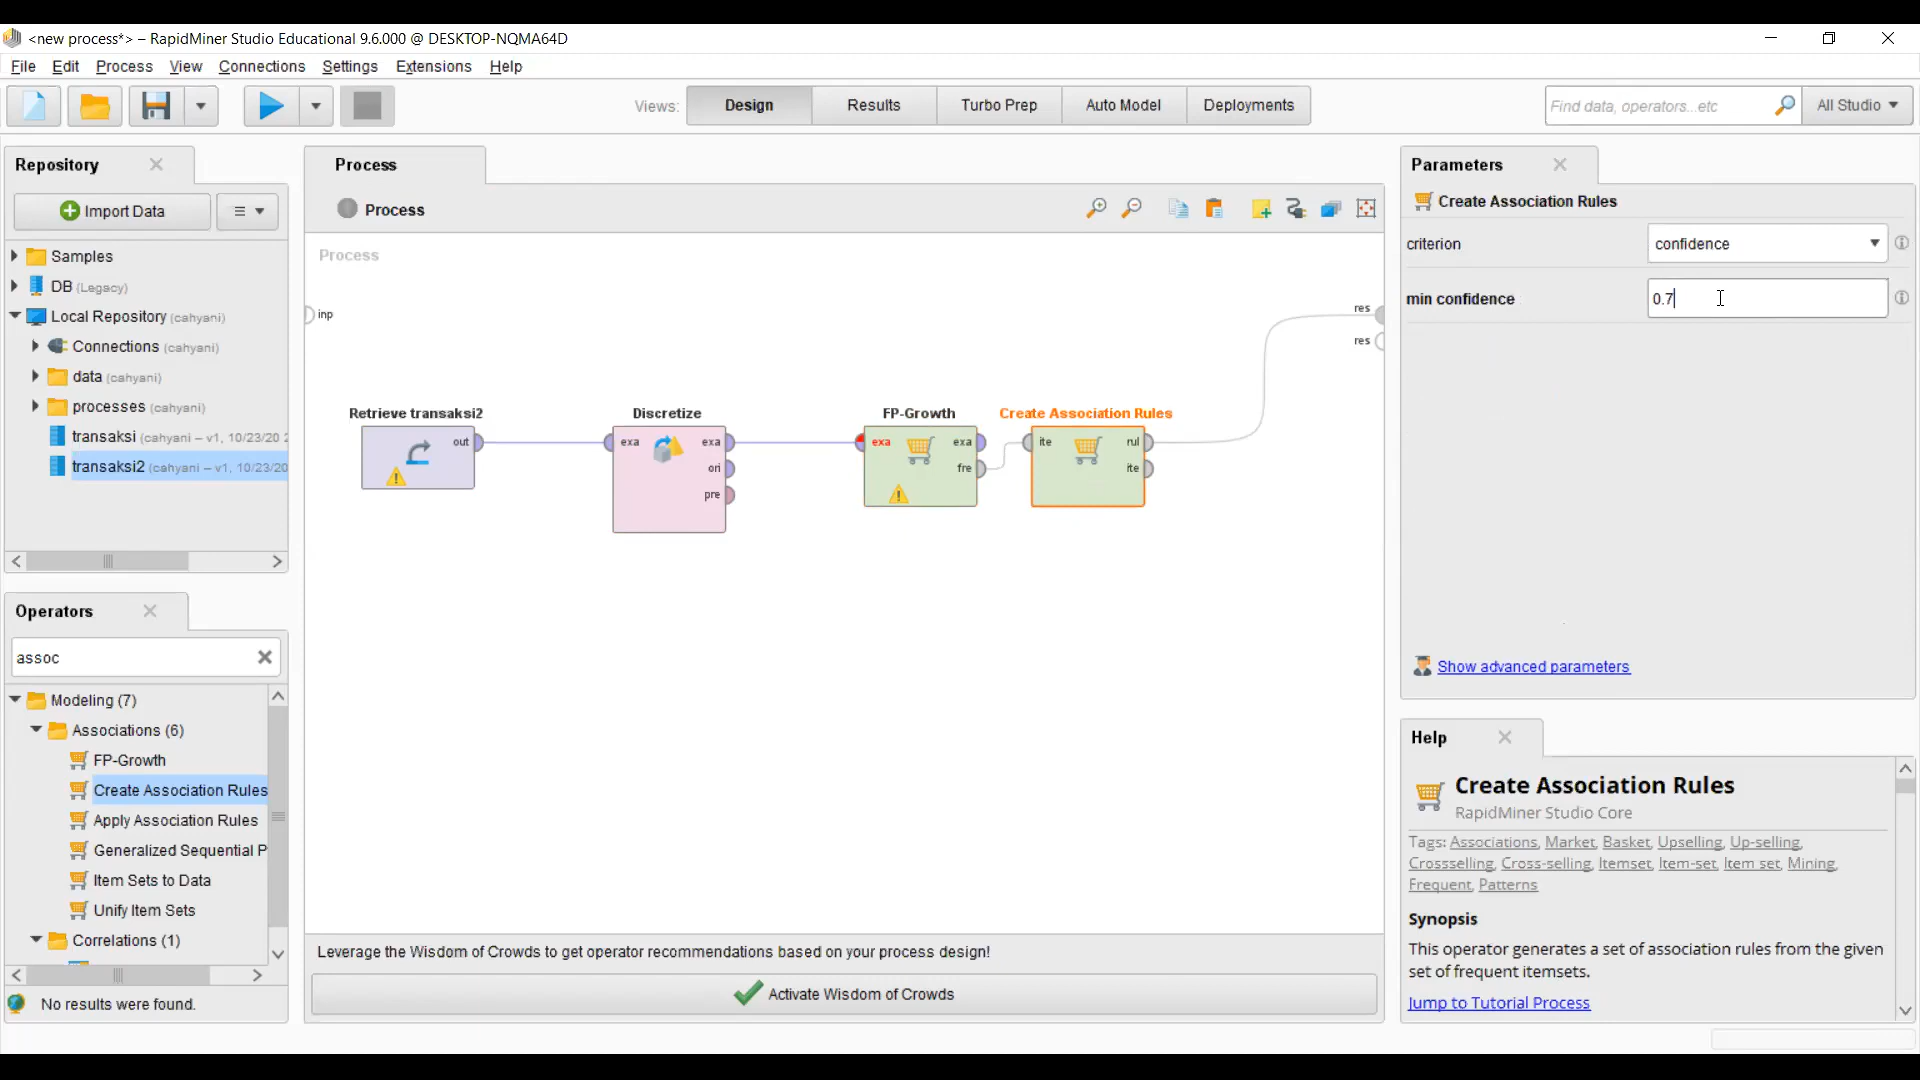 <new process*> – RapidMiner Studio Educational 9.6.000 @ DESKTOP-NQMA64D
File Edit Process View Connections Settings Extensions Help
Views: Design Results Turbo Prep Auto Model Deployments
Find data, operators...etc
All Studio
Repository
Import Data
Samples
DB (Legacy)
Local Repository (cahyani)
Connections (cahyani)
data (cahyani)
processes (cahyani)
transaksi (cahyani – v1, 10/23/20 2
transaksi2 (cahyani – v1, 10/23/20
Operators
assoc
Modeling (7)
Associations (6)
FP-Growth
Create Association Rules
Apply Association Rules
Generalized Sequential P
Item Sets to Data
Unify Item Sets
Correlations (1)
No results were found.
Process
Process
Process
inp
res
res
Retrieve transaksi2
out
Discretize
exa exa
ori
pre
FP-Growth
exa exa
fre
Create Association Rules
ite rul
ite
Leverage the Wisdom of Crowds to get operator recommendations based on your process design!
Activate Wisdom of Crowds
Parameters
Create Association Rules
criterion confidence
min confidence 0.7
Show advanced parameters
Help
Create Association Rules
RapidMiner Studio Core
Tags: Associations, Market, Basket, Upselling, Up-selling,
Crossselling, Cross-selling, Itemset, Item-set, Item set, Mining,
Frequent, Patterns
Synopsis
This operator generates a set of association rules from the given
set of frequent itemsets.
Jump to Tutorial Process